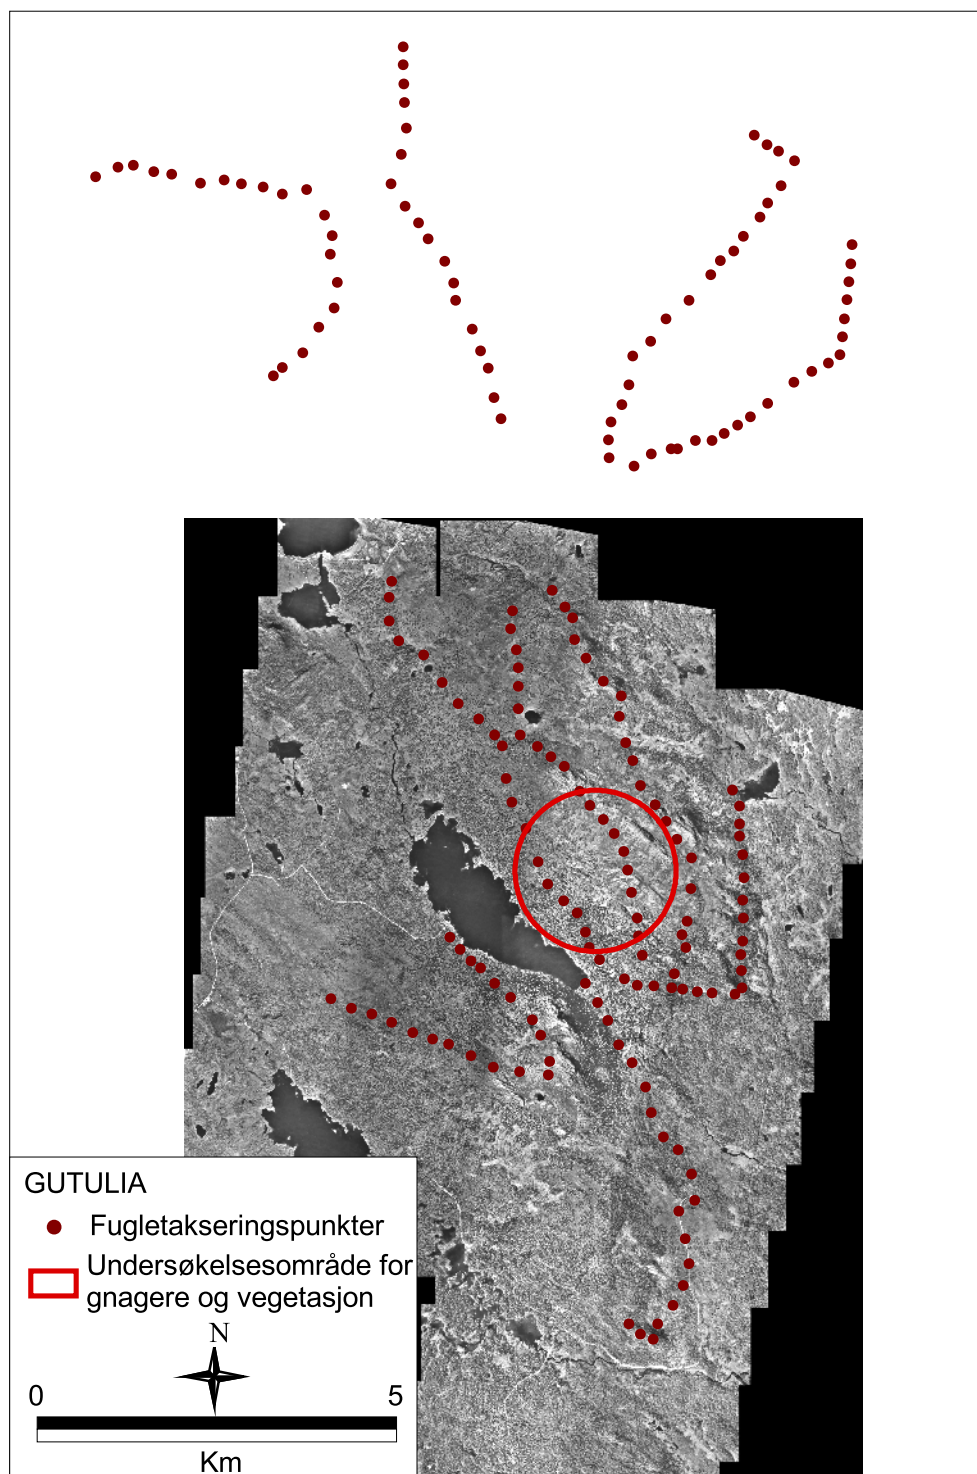 GUTULIA
Fugletakseringspunkter
Undersøkelsesområde for
gnagere og vegetasjon
N
0 5
Km